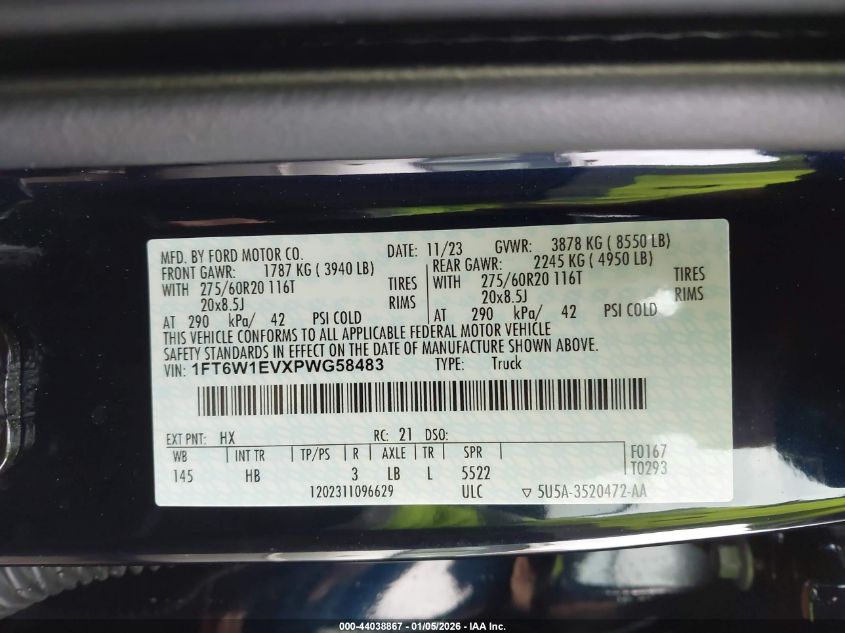 MFD. BY FORD MOTOR CO. DATE: 11/23 GVWR: 3878 KG ( 8550 LB)
FRONT GAWR: 1787 KG ( 3940 LB) REAR GAWR: 2245 KG ( 4950 LB)
WITH 275/60R20 116T TIRES WITH 275/60R20 116T TIRES
20x8.5J RIMS 20x8.5J RIMS
AT 290 kPa/ 42 PSI COLD AT 290 kPa/ 42 PSI COLD
THIS VEHICLE CONFORMS TO ALL APPLICABLE FEDERAL MOTOR VEHICLE
SAFETY STANDARDS IN EFFECT ON THE DATE OF MANUFACTURE SHOWN ABOVE.
VIN: 1FT6W1EVXPWG58483 TYPE: Truck
EXT PNT: HX RC: 21 DSO:
WB INT TR TP/PS R AXLE TR SPR F0167
145 HB 3 LB L 5522 T0293
1202311096629 ULC ▽ 5U5A-3520472-AA
000-44038867 - 01/05/2026 - IAA Inc.